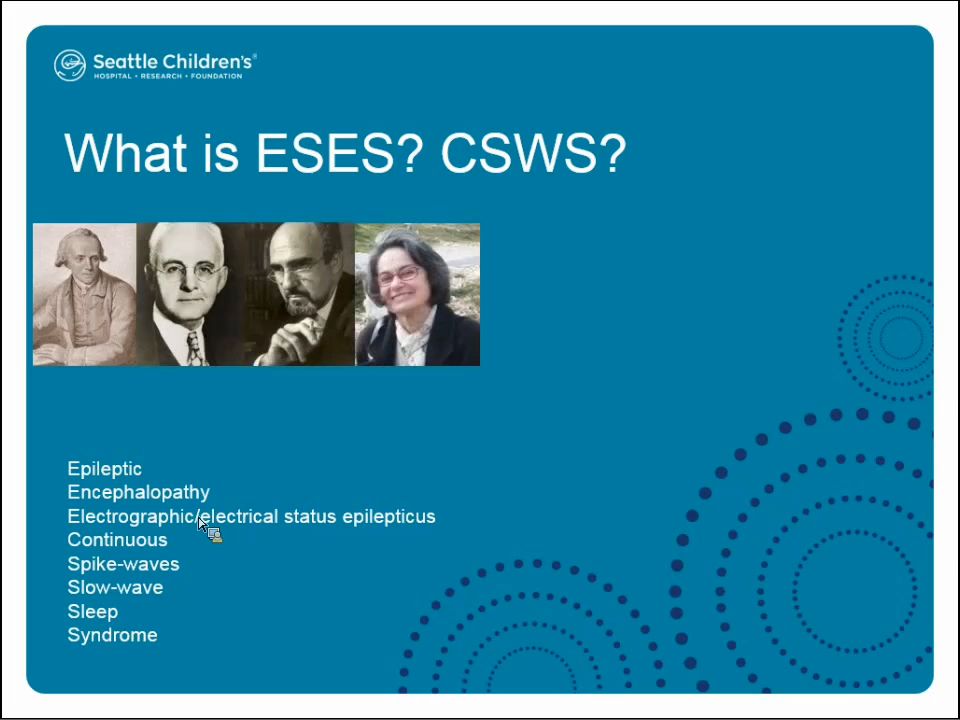 Seattle Children's®
HOSPITAL • RESEARCH • FOUNDATION
What is ESES? CSWS?
Epileptic
Encephalopathy
Electrographic/electrical status epilepticus
Continuous
Spike-waves
Slow-wave
Sleep
Syndrome